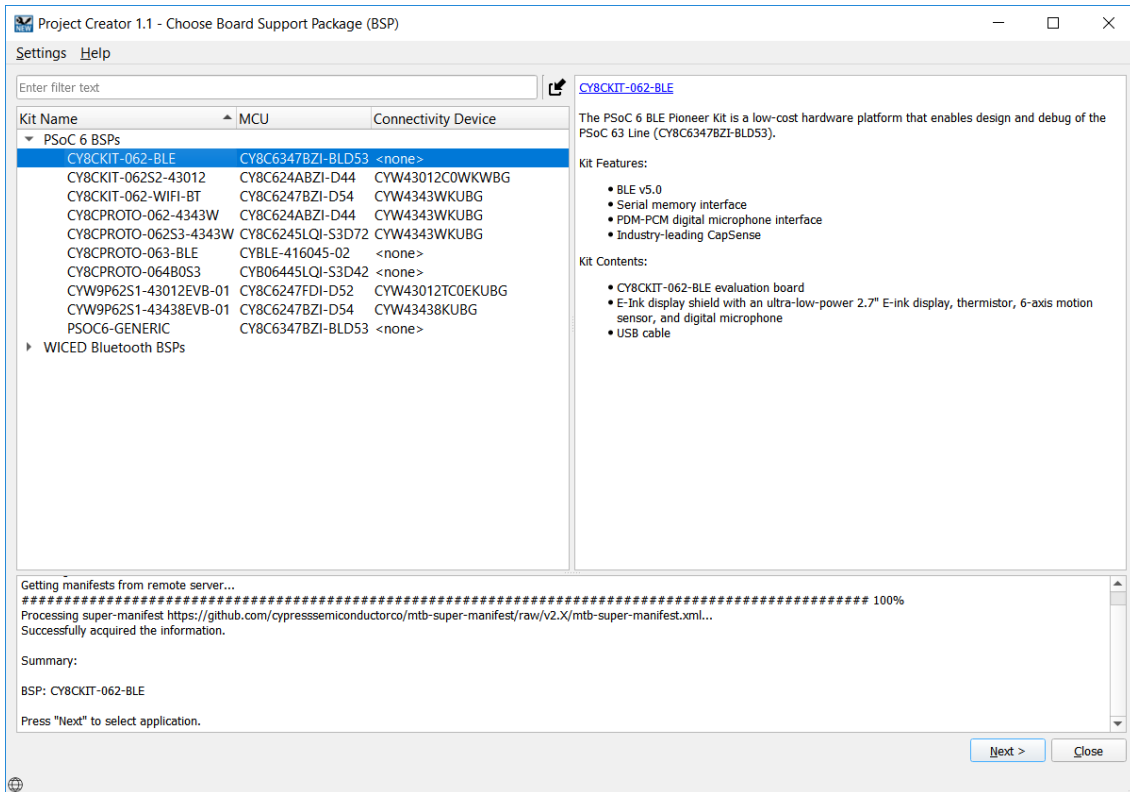 Project Creator 1.1 - Choose Board Support Package (BSP)
Settings Help
Enter filter text
Kit Name MCU Connectivity Device
PSoC 6 BSPs
CY8CKIT-062-BLE CY8C6347BZI-BLD53 <none>
CY8CKIT-062S2-43012 CY8C624ABZI-D44 CYW43012C0WKWBG
CY8CKIT-062-WIFI-BT CY8C6247BZI-D54 CYW4343WKUBG
CY8CPROTO-062-4343W CY8C624ABZI-D44 CYW4343WKUBG
CY8CPROTO-062S3-4343W CY8C6245LQI-S3D72 CYW4343WKUBG
CY8CPROTO-063-BLE CYBLE-416045-02 <none>
CY8CPROTO-064B0S3 CYB06445LQI-S3D42 <none>
CYW9P62S1-43012EVB-01 CY8C6247FDI-D52 CYW43012TC0EKUBG
CYW9P62S1-43438EVB-01 CY8C6247BZI-D54 CYW43438KUBG
PSOC6-GENERIC CY8C6347BZI-BLD53 <none>
WICED Bluetooth BSPs
CY8CKIT-062-BLE
The PSoC 6 BLE Pioneer Kit is a low-cost hardware platform that enables design and debug of the
PSoC 63 Line (CY8C6347BZI-BLD53).
Kit Features:
• BLE v5.0
• Serial memory interface
• PDM-PCM digital microphone interface
• Industry-leading CapSense
Kit Contents:
• CY8CKIT-062-BLE evaluation board
• E-Ink display shield with an ultra-low-power 2.7" E-ink display, thermistor, 6-axis motion
sensor, and digital microphone
• USB cable
Getting manifests from remote server...
#################################################################################################### 100%
Processing super-manifest https://github.com/cypresssemiconductorco/mtb-super-manifest/raw/v2.X/mtb-super-manifest.xml...
Successfully acquired the information.
Summary:
BSP: CY8CKIT-062-BLE
Press "Next" to select application.
Next > Close